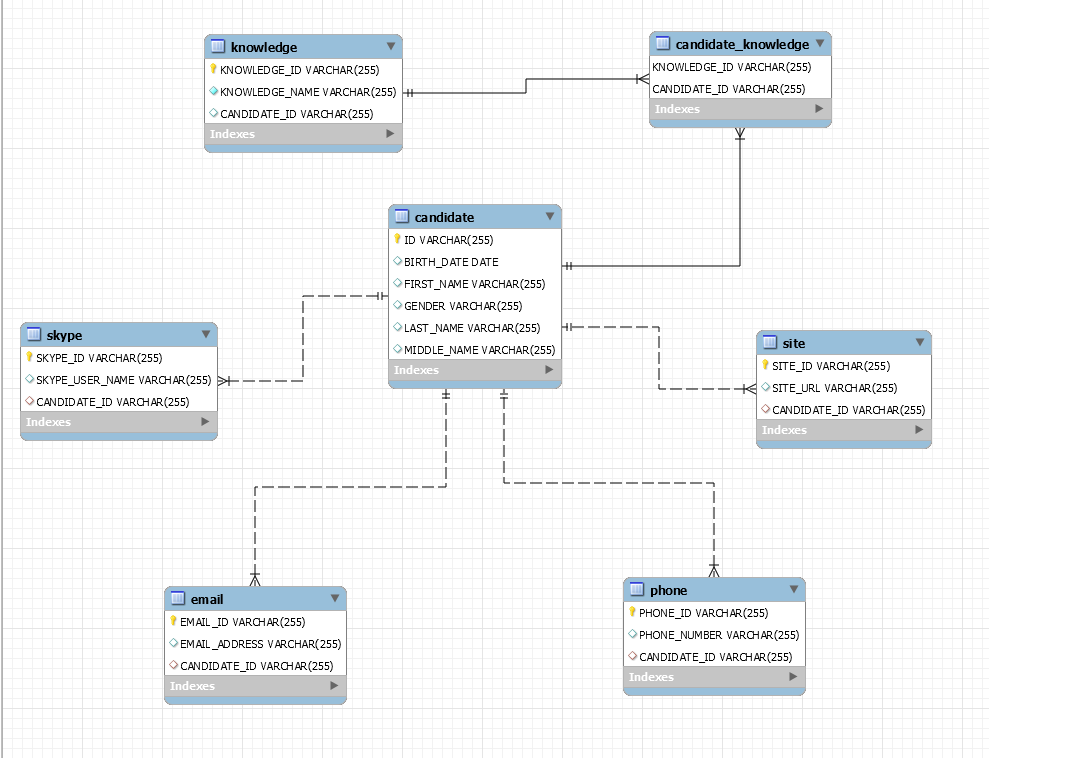 knowledge
KNOWLEDGE_ID VARCHAR(255)
KNOWLEDGE_NAME VARCHAR(255)
CANDIDATE_ID VARCHAR(255)
Indexes
candidate_knowledge
KNOWLEDGE_ID VARCHAR(255)
CANDIDATE_ID VARCHAR(255)
Indexes
candidate
ID VARCHAR(255)
BIRTH_DATE DATE
FIRST_NAME VARCHAR(255)
GENDER VARCHAR(255)
LAST_NAME VARCHAR(255)
MIDDLE_NAME VARCHAR(255)
Indexes
skype
SKYPE_ID VARCHAR(255)
SKYPE_USER_NAME VARCHAR(255)
CANDIDATE_ID VARCHAR(255)
Indexes
site
SITE_ID VARCHAR(255)
SITE_URL VARCHAR(255)
CANDIDATE_ID VARCHAR(255)
Indexes
email
EMAIL_ID VARCHAR(255)
EMAIL_ADDRESS VARCHAR(255)
CANDIDATE_ID VARCHAR(255)
Indexes
phone
PHONE_ID VARCHAR(255)
PHONE_NUMBER VARCHAR(255)
CANDIDATE_ID VARCHAR(255)
Indexes